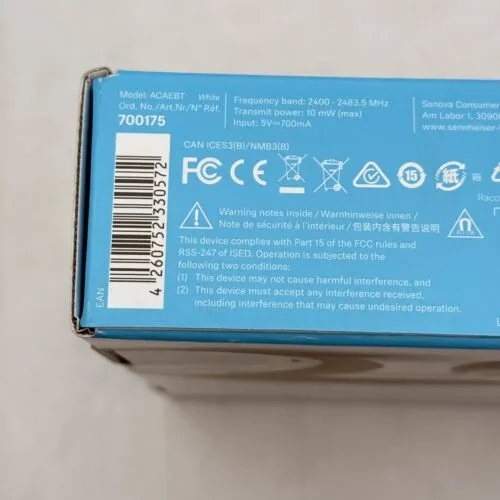 Model: ACAEBT White
Ord. No./Art.Nr/N° Réf.
700175
Frequency band: 2400 - 2483.5 MHz
Transmit power: 10 mW (max)
Input: 5V⎓700mA
Sonova Consumer
Am Labor 1, 3090
www.sennheiser-
CAN ICES3(B)/NMB3(B)
FC CE 15 紙 箱
Warning notes inside / Warnhinweise innen /
Note de sécurité à l'intérieur / 包装内含有警告说明
This device complies with Part 15 of the FCC rules and
RSS-247 of ISED. Operation is subjected to the
following two conditions:
(1) This device may not cause harmful interference, and
(2) This device must accept any interference received,
including interference that may cause undesired operation.
EAN
4 260752 330572
Racco